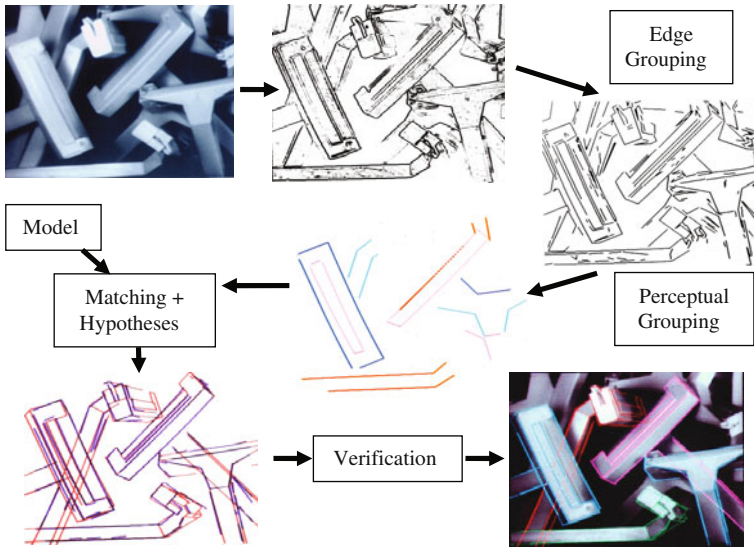 Edge
Grouping
Model
Matching +
Hypotheses
Perceptual
Grouping
Verification